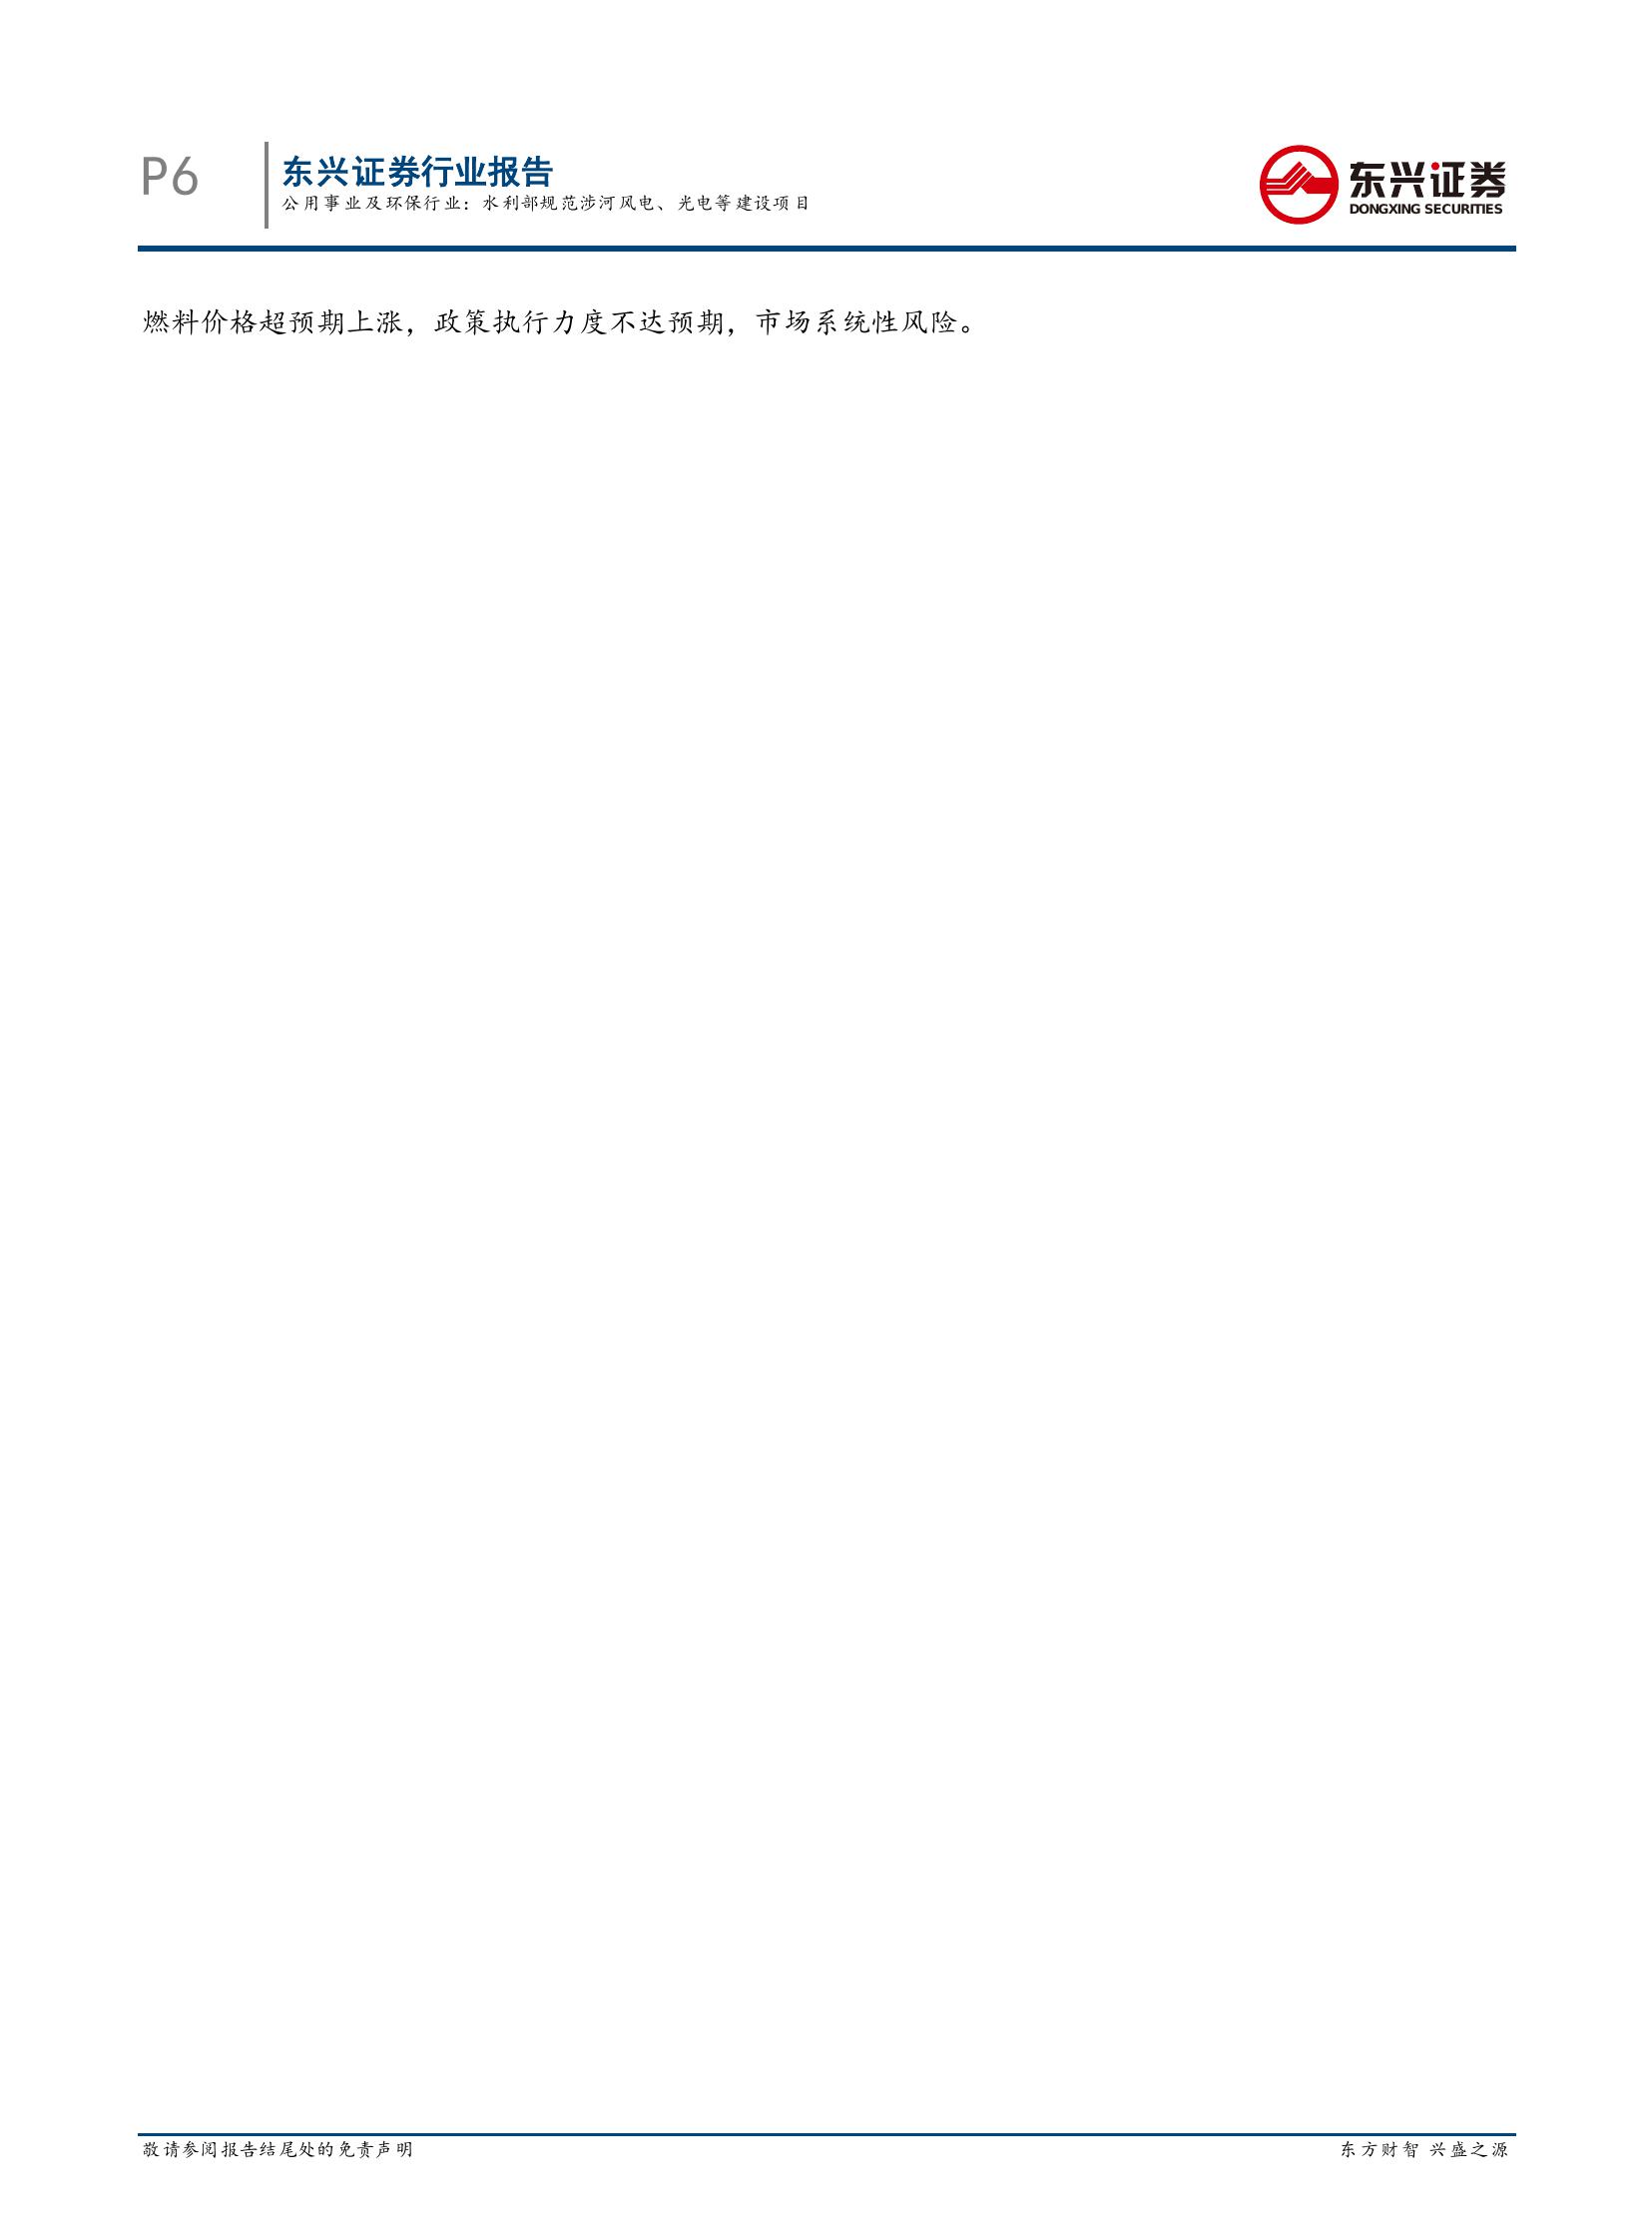 P6
东兴证券行业报告
公用事业及环保行业：水利部规范涉河风电、光电等建设项目
东兴证券
DONGXING SECURITIES
燃料价格超预期上涨，政策执行力度不达预期，市场系统性风险。
敬请参阅报告结尾处的免责声明
东方财智 兴盛之源